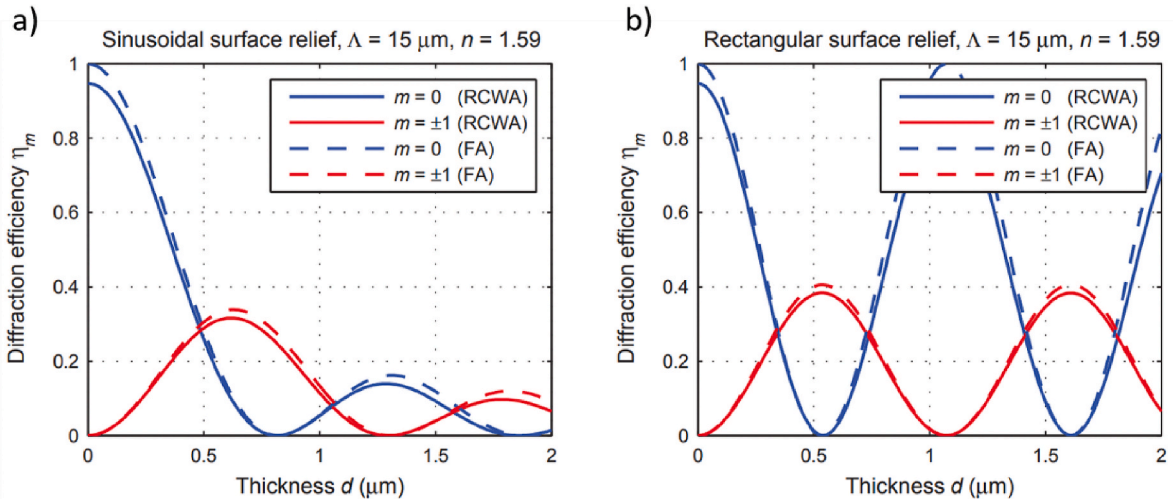 a)
Sinusoidal surface relief, Λ = 15 μm, n = 1.59
Diffraction efficiency ηm
1
0.8
0.6
0.4
0.2
0
m = 0 (RCWA)
m = ±1 (RCWA)
m = 0 (FA)
m = ±1 (FA)
0 0.5 1 1.5 2
Thickness d (μm)
b)
Rectangular surface relief, Λ = 15 μm, n = 1.59
Diffraction efficiency ηm
1
0.8
0.6
0.4
0.2
0
m = 0 (RCWA)
m = ±1 (RCWA)
m = 0 (FA)
m = ±1 (FA)
0 0.5 1 1.5 2
Thickness d (μm)